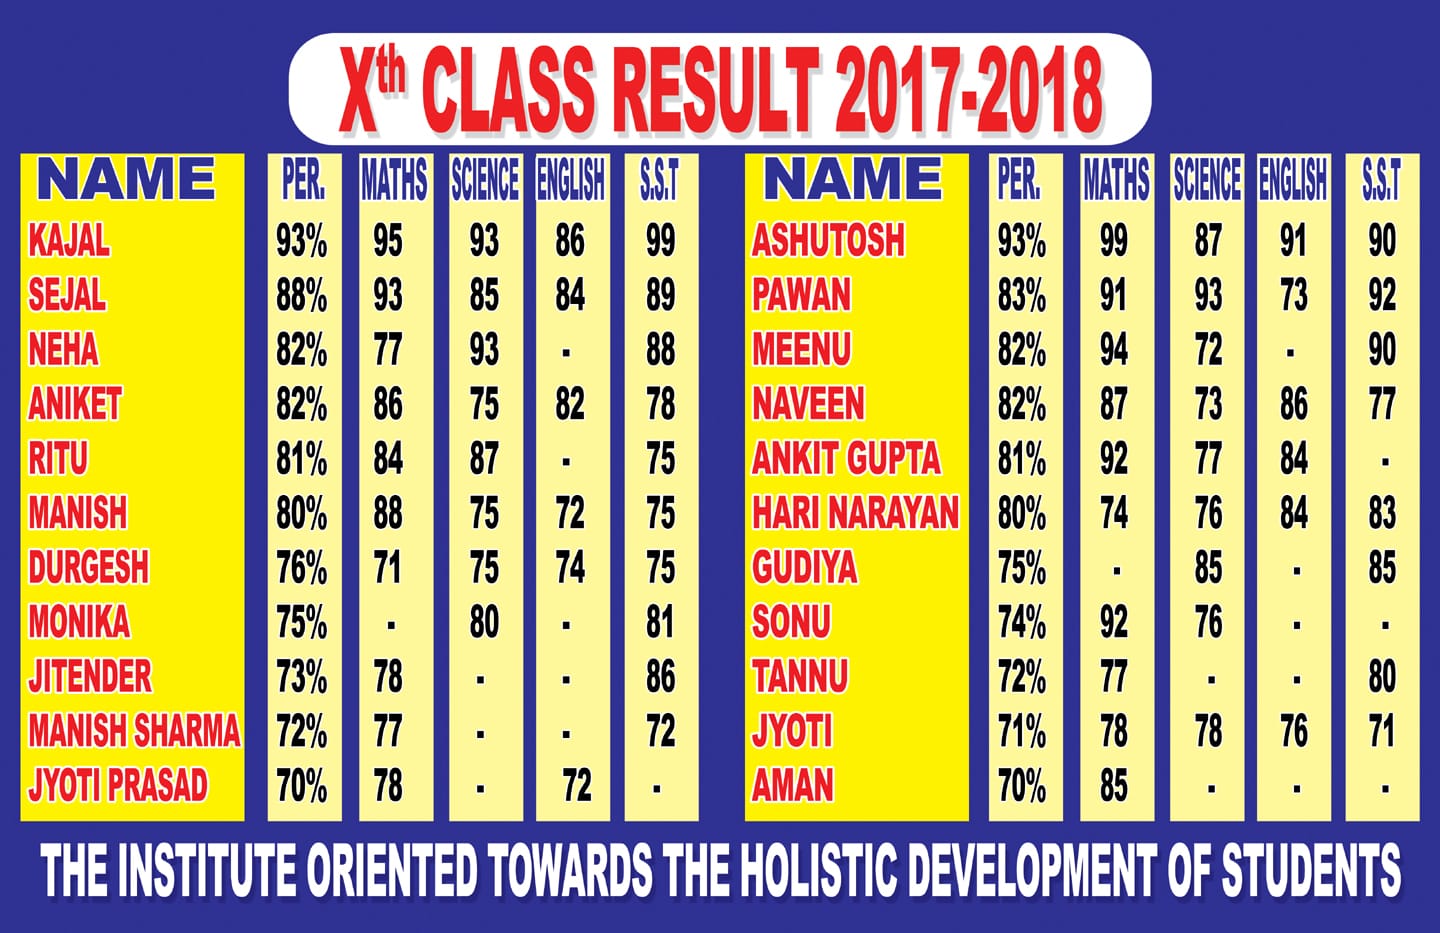 Xth CLASS RESULT 2017-2018
NAME PER. MATHS SCIENCE ENGLISH S.S.T NAME PER. MATHS SCIENCE ENGLISH S.S.T
KAJAL 93% 95 93 86 99 ASHUTOSH 93% 99 87 91 90
SEJAL 88% 93 85 84 89 PAWAN 83% 91 93 73 92
NEHA 82% 77 93 - 88 MEENU 82% 94 72 - 90
ANIKET 82% 86 75 82 78 NAVEEN 82% 87 73 86 77
RITU 81% 84 87 - 75 ANKIT GUPTA 81% 92 77 84 -
MANISH 80% 88 75 72 75 HARI NARAYAN 80% 74 76 84 83
DURGESH 76% 71 75 74 75 GUDIYA 75% - 85 - 85
MONIKA 75% - 80 - 81 SONU 74% 92 76 - -
JITENDER 73% 78 - - 86 TANNU 72% 77 - - 80
MANISH SHARMA 72% 77 - - 72 JYOTI 71% 78 78 76 71
JYOTI PRASAD 70% 78 - 72 - AMAN 70% 85 - - -
THE INSTITUTE ORIENTED TOWARDS THE HOLISTIC DEVELOPMENT OF STUDENTS